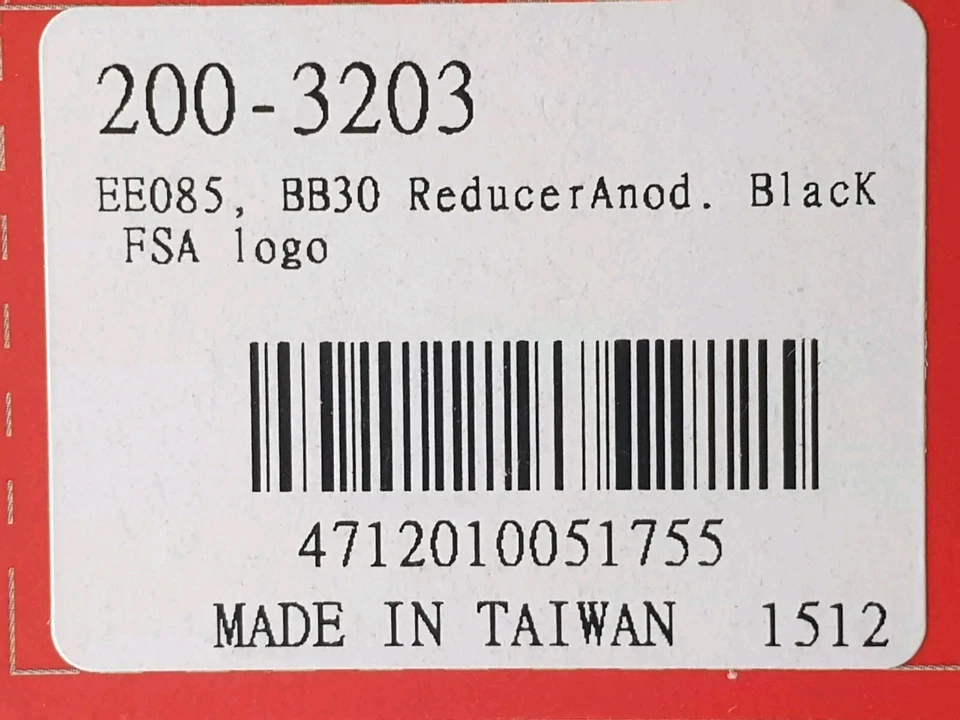 200-3203
EE085, BB30 ReducerAnod. BlacK
FSA logo
4712010051755
MADE IN TAIWAN 1512